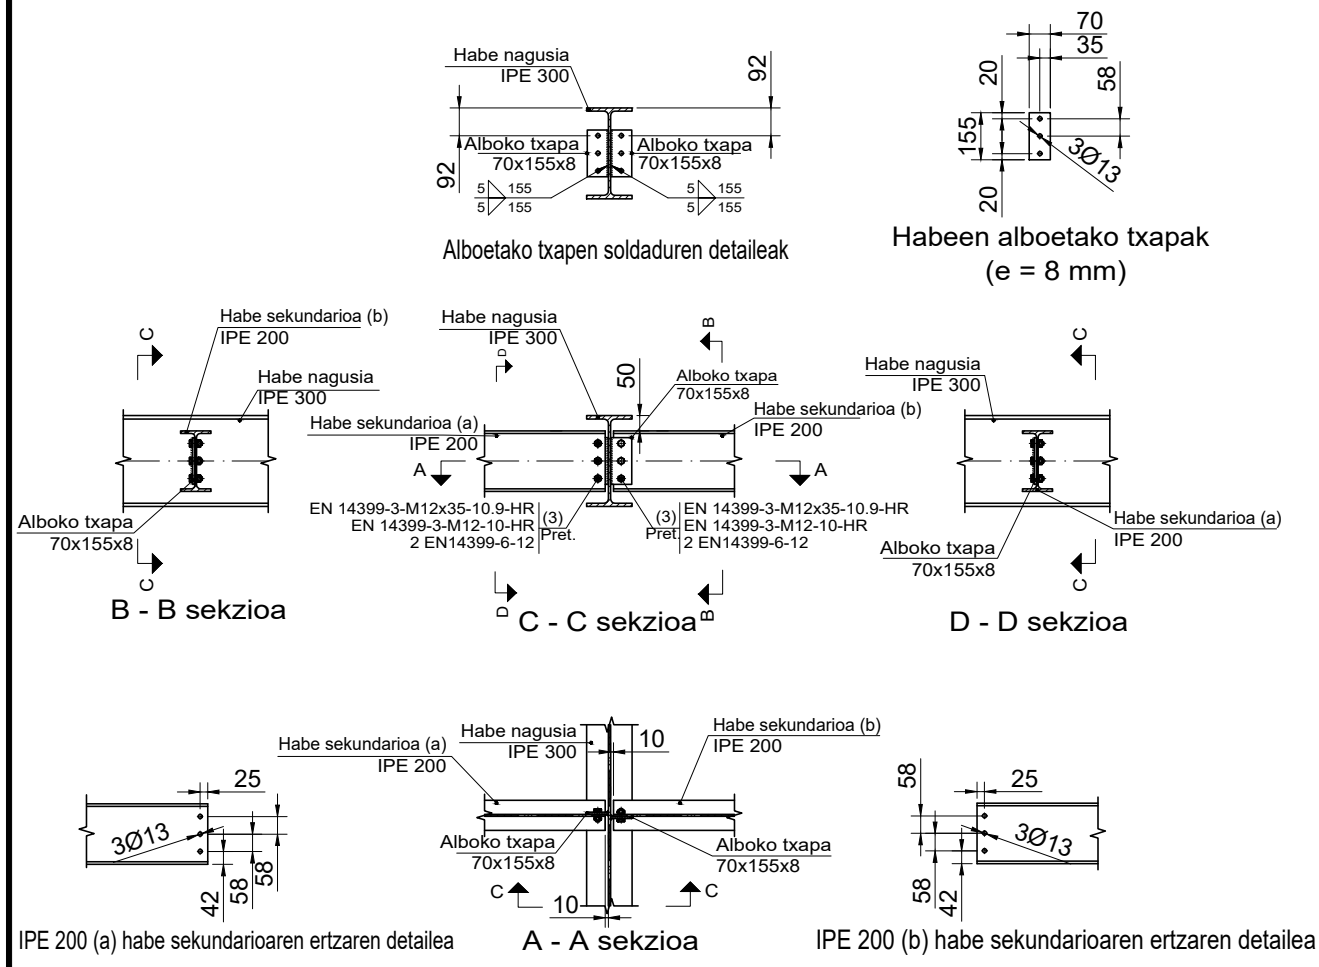 Habe nagusia
IPE 300
92
92
Alboko txapa
70x155x8
Alboko txapa
70x155x8
5 155
5 155
5 155
5 155
Alboetako txapen soldaduren detaileak
70
35
20
58
155
20
3Ø13
Habeen alboetako txapak
(e = 8 mm)
C
Habe sekundarioa (b)
IPE 200
Habe nagusia
IPE 300
Alboko txapa
70x155x8
C
B - B sekzioa
Habe nagusia
IPE 300
D
B
50
Alboko txapa
70x155x8
Habe sekundarioa (a)
IPE 200
Habe sekundarioa (b)
IPE 200
A
A
EN 14399-3-M12x35-10.9-HR
EN 14399-3-M12-10-HR
2 EN14399-6-12
(3)
Pret.
(3)
Pret.
EN 14399-3-M12x35-10.9-HR
EN 14399-3-M12-10-HR
2 EN14399-6-12
D
B
C - C sekzioa
C
Habe nagusia
IPE 300
Habe sekundarioa (a)
IPE 200
Alboko txapa
70x155x8
C
D - D sekzioa
25
3Ø13
42
58
58
IPE 200 (a) habe sekundarioaren ertzaren detailea
Habe sekundarioa (a)
IPE 200
Habe nagusia
IPE 300
10
Habe sekundarioa (b)
IPE 200
Alboko txapa
70x155x8
Alboko txapa
70x155x8
C
C
10
A - A sekzioa
58
25
3Ø13
58
42
IPE 200 (b) habe sekundarioaren ertzaren detailea